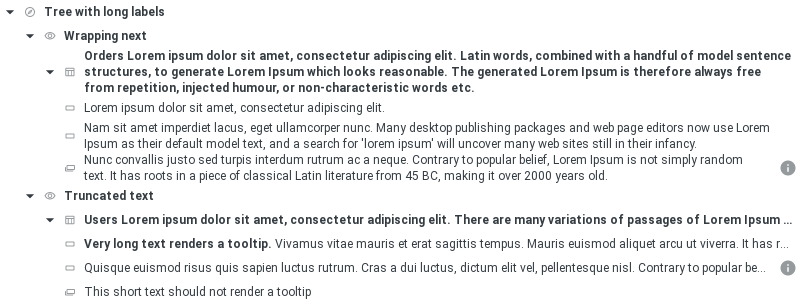 Tree with long labels
Wrapping next
Orders Lorem ipsum dolor sit amet, consectetur adipiscing elit. Latin words, combined with a handful of model sentence
structures, to generate Lorem Ipsum which looks reasonable. The generated Lorem Ipsum is therefore always free
from repetition, injected humour, or non-characteristic words etc.
Lorem ipsum dolor sit amet, consectetur adipiscing elit.
Nam sit amet imperdiet lacus, eget ullamcorper nunc. Many desktop publishing packages and web page editors now use Lorem
Ipsum as their default model text, and a search for 'lorem ipsum' will uncover many web sites still in their infancy.
Nunc convallis justo sed turpis interdum rutrum ac a neque. Contrary to popular belief, Lorem Ipsum is not simply random
text. It has roots in a piece of classical Latin literature from 45 BC, making it over 2000 years old.
Truncated text
Users Lorem ipsum dolor sit amet, consectetur adipiscing elit. There are many variations of passages of Lorem Ipsum ...
Very long text renders a tooltip. Vivamus vitae mauris et erat sagittis tempus. Mauris euismod aliquet arcu ut viverra. It has r...
Quisque euismod risus quis sapien luctus rutrum. Cras a dui luctus, dictum elit vel, pellentesque nisl. Contrary to popular be...
This short text should not render a tooltip